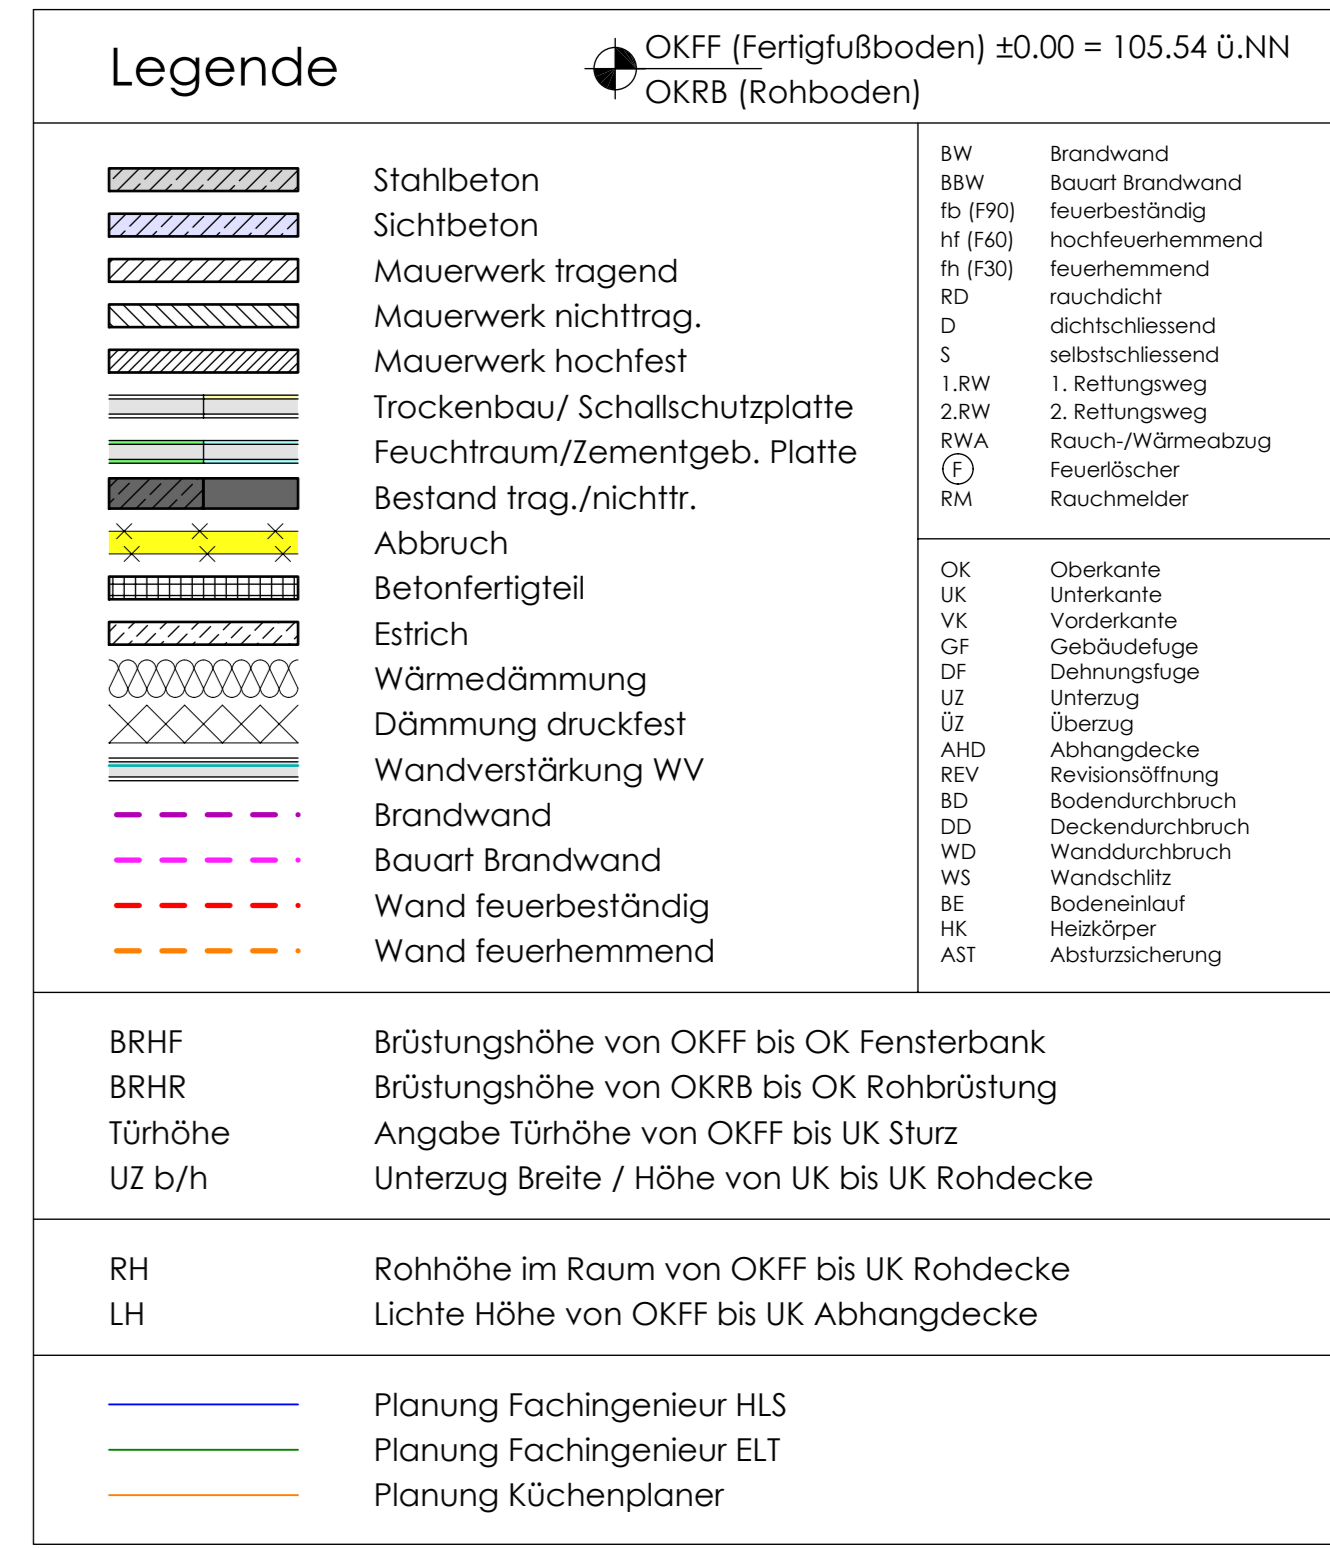 Legende
OKFF (Fertigfußboden) ±0.00 = 105.54 ü.NN
OKRB (Rohboden)
Stahlbeton
Sichtbeton
Mauerwerk tragend
Mauerwerk nichttrag.
Mauerwerk hochfest
Trockenbau/ Schallschutzplatte
Feuchtraum/Zementgeb. Platte
Bestand trag./nichttr.
Abbruch
Betonfertigteil
Estrich
Wärmedämmung
Dämmung druckfest
Wandverstärkung WV
Brandwand
Bauart Brandwand
Wand feuerbeständig
Wand feuerhemmend
BW Brandwand
BBW Bauart Brandwand
fb (F90) feuerbeständig
hf (F60) hochfeuerhemmend
fh (F30) feuerhemmend
RD rauchdicht
D dichtschliessend
S selbstschliessend
1.RW 1. Rettungsweg
2.RW 2. Rettungsweg
RWA Rauch-/Wärmeabzug
F Feuerlöscher
RM Rauchmelder
OK Oberkante
UK Unterkante
VK Vorderkante
GF Gebäudefuge
DF Dehnungsfuge
UZ Unterzug
ÜZ Überzug
AHD Abhangdecke
REV Revisionsöffnung
BD Bodendurchbruch
DD Deckendurchbruch
WD Wanddurchbruch
WS Wandschlitz
BE Bodeneinlauf
HK Heizkörper
AST Absturzsicherung
BRHF Brüstungshöhe von OKFF bis OK Fensterbank
BRHR Brüstungshöhe von OKRB bis OK Rohbrüstung
Türhöhe Angabe Türhöhe von OKFF bis UK Sturz
UZ b/h Unterzug Breite / Höhe von UK bis UK Rohdecke
RH Rohhöhe im Raum von OKFF bis UK Rohdecke
LH Lichte Höhe von OKFF bis UK Abhangdecke
Planung Fachingenieur HLS
Planung Fachingenieur ELT
Planung Küchenplaner